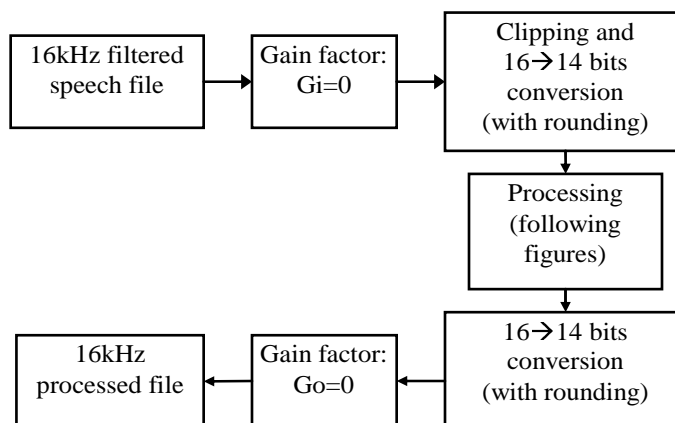 16kHz filtered
speech file
Gain factor:
Gi=0
Clipping and
16→14 bits
conversion
(with rounding)
Processing
(following
figures)
16→14 bits
conversion
(with rounding)
Gain factor:
Go=0
16kHz
processed file